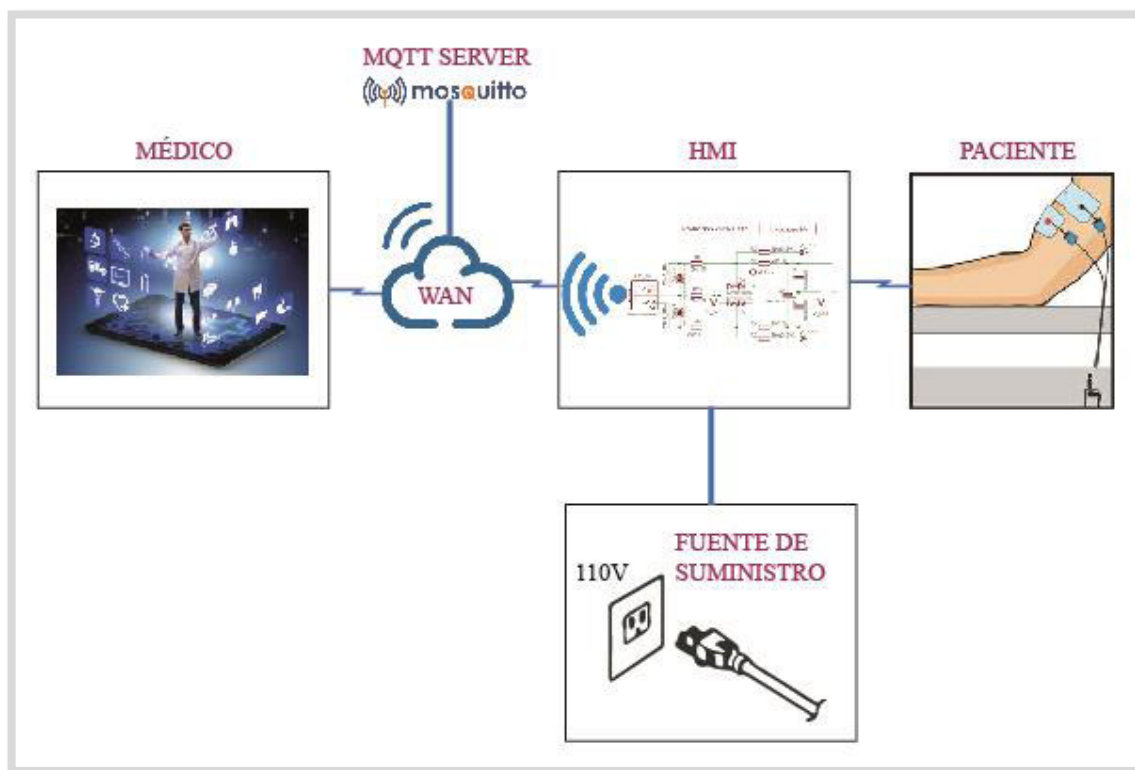 MQTT SERVER
mosquitto
MÉDICO
HMI
PACIENTE
WAN
FUENTE DE
110V
SUMINISTRO